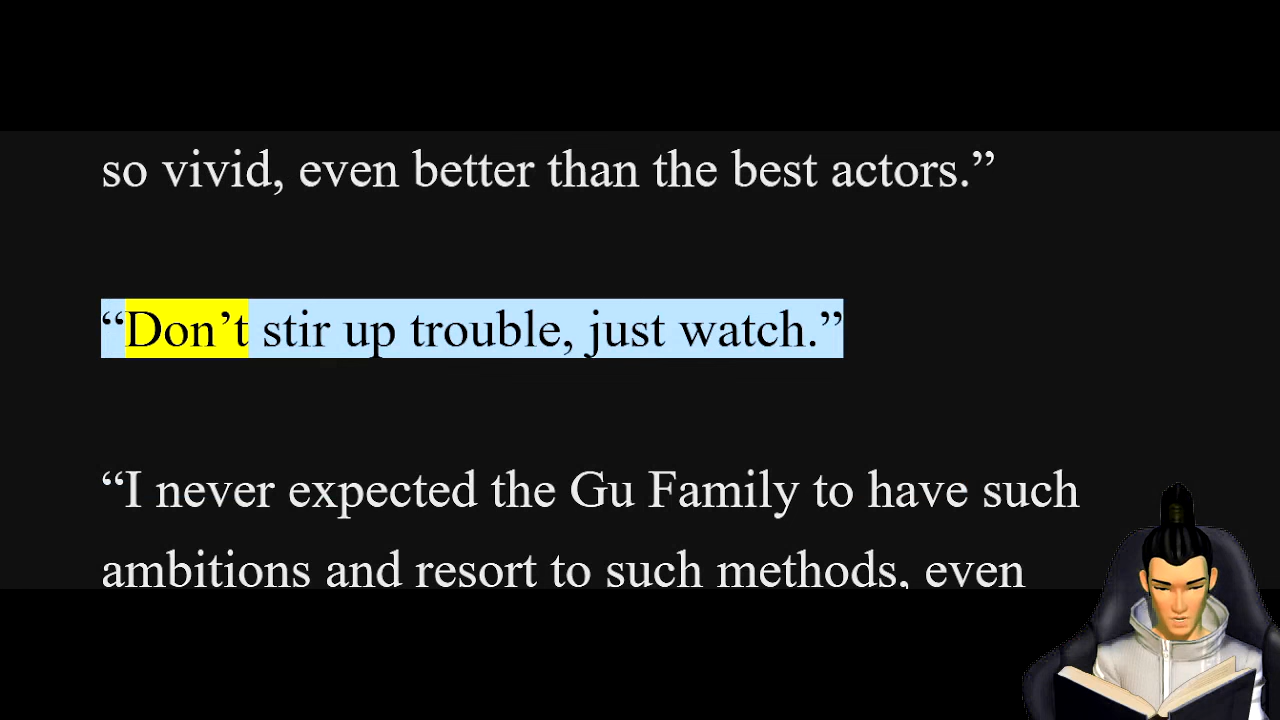 so vivid, even better than the best actors.”
“Don’t stir up trouble, just watch.”
“I never expected the Gu Family to have such
ambitions and resort to such methods, even